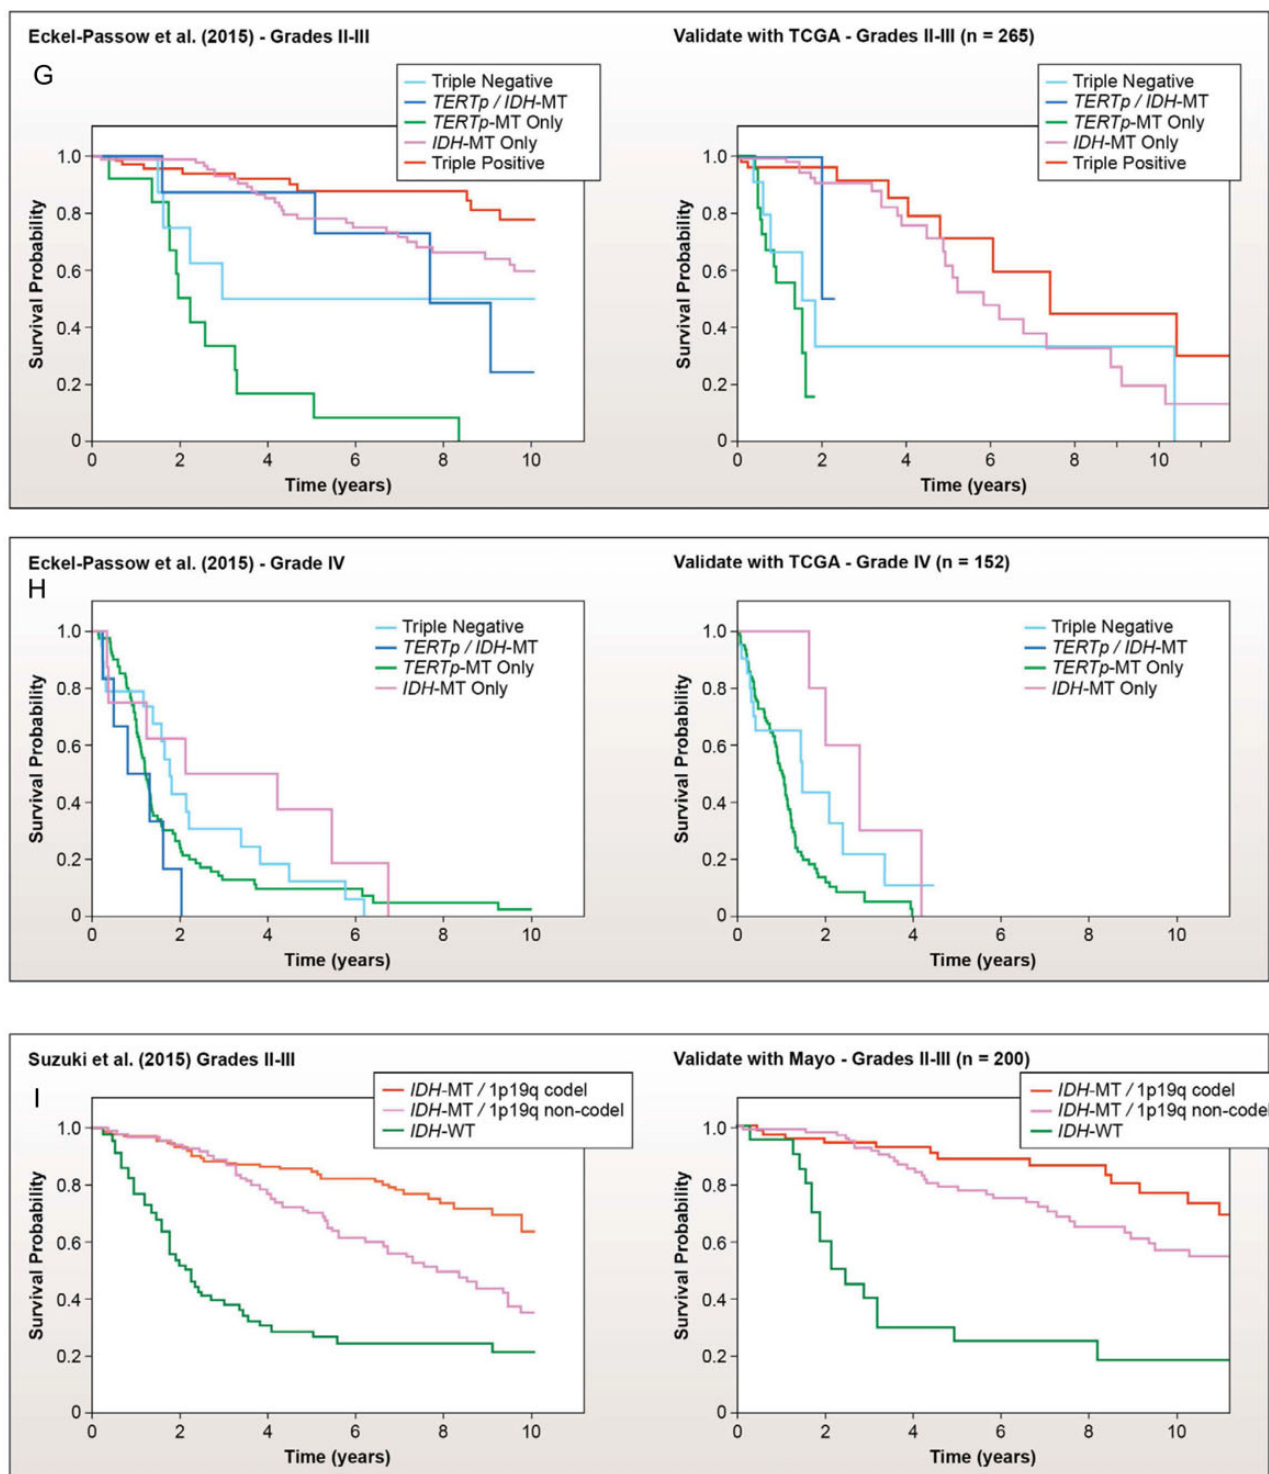 Eckel-Passow et al. (2015) - Grades II-III
G
Triple Negative
TERTp / IDH-MT
TERTp-MT Only
IDH-MT Only
Triple Positive
Survival Probability
1.0
0.8
0.6
0.4
0.2
0
0 2 4 6 8 10
Time (years)
Validate with TCGA - Grades II-III (n = 265)
Triple Negative
TERTp / IDH-MT
TERTp-MT Only
IDH-MT Only
Triple Positive
Survival Probability
1.0
0.8
0.6
0.4
0.2
0
0 2 4 6 8 10
Time (years)
Eckel-Passow et al. (2015) - Grade IV
H
Triple Negative
TERTp / IDH-MT
TERTp-MT Only
IDH-MT Only
Survival Probability
1.0
0.8
0.6
0.4
0.2
0
0 2 4 6 8 10
Time (years)
Validate with TCGA - Grade IV (n = 152)
Triple Negative
TERTp / IDH-MT
TERTp-MT Only
IDH-MT Only
Survival Probability
1.0
0.8
0.6
0.4
0.2
0
0 2 4 6 8 10
Time (years)
Suzuki et al. (2015) Grades II-III
I
IDH-MT / 1p19q codel
IDH-MT / 1p19q non-codel
IDH-WT
Survival Probability
1.0
0.8
0.6
0.4
0.2
0
0 2 4 6 8 10
Time (years)
Validate with Mayo - Grades II-III (n = 200)
IDH-MT / 1p19q codel
IDH-MT / 1p19q non-codel
IDH-WT
Survival Probability
1.0
0.8
0.6
0.4
0.2
0
0 2 4 6 8 10
Time (years)